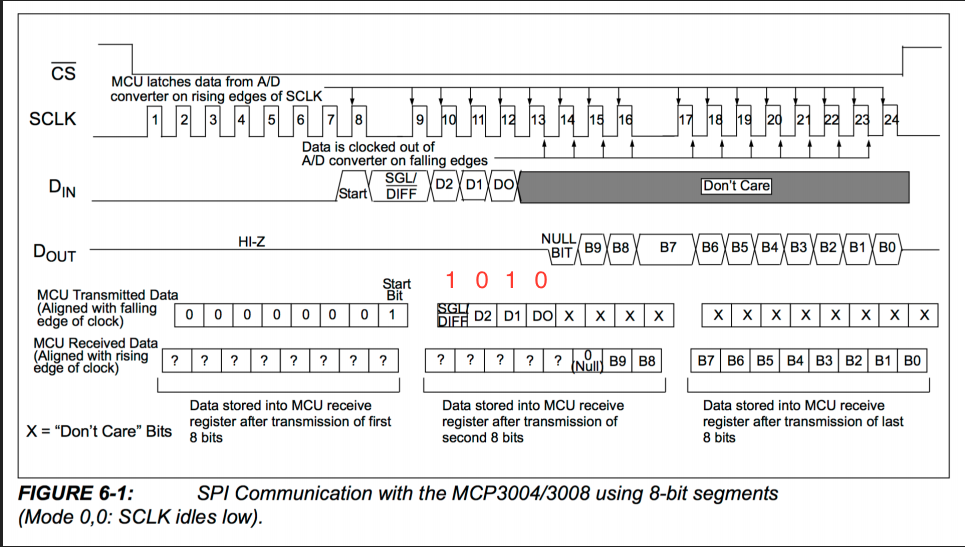 CS
MCU latches data from A/D
converter on rising edges of SCLK
SCLK
1 2 3 4 5 6 7 8 9 10 11 12 13 14 15 16 17 18 19 20 21 22 23 24
Data is clocked out of
A/D converter on falling edges
DIN
Start SGL/ DIFF D2 D1 DO Don't Care
HI-Z
DOUT
NULL BIT B9 B8 B7 B6 B5 B4 B3 B2 B1 B0
1 0 1 0
Start
Bit
MCU Transmitted Data
(Aligned with falling
edge of clock)
0 0 0 0 0 0 0 1
SGL/ DIFF D2 D1 DO X X X X
X X X X X X X X
MCU Received Data
(Aligned with rising
edge of clock)
? ? ? ? ? ? ? ?
? ? ? ? ? 0 (Null) B9 B8
B7 B6 B5 B4 B3 B2 B1 B0
Data stored into MCU receive
register after transmission of first
8 bits
Data stored into MCU receive
register after transmission of
second 8 bits
Data stored into MCU receive
register after transmission of last
8 bits
X = “Don’t Care” Bits
FIGURE 6-1: SPI Communication with the MCP3004/3008 using 8-bit segments
(Mode 0,0: SCLK idles low).